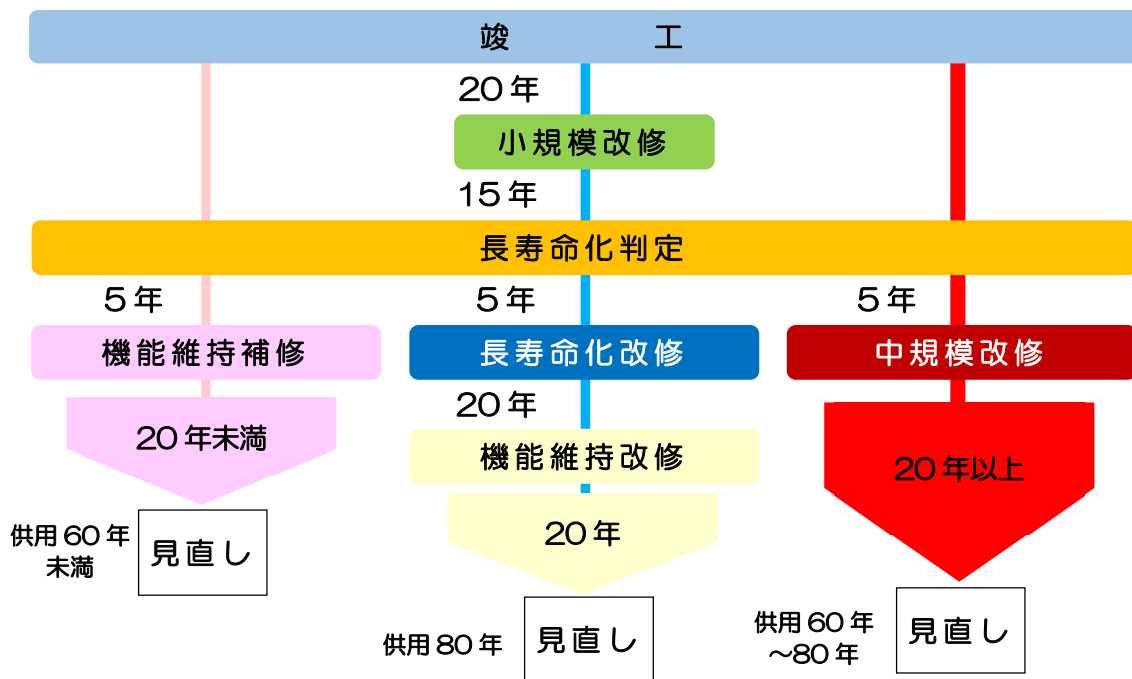 竣工
20年
小規模改修
15年
長寿命化判定
5年
5年
5年
機能維持補修
長寿命化改修
中規模改修
20年
20年未満
機能維持改修
20年以上
供用60年
未満
見直し
20年
供用80年
見直し
供用60年
~80年
見直し